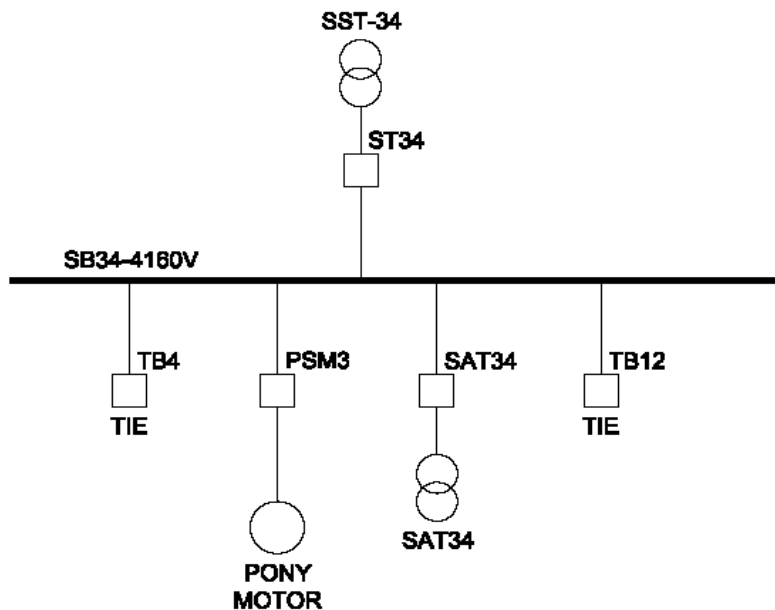 SST-34
ST34
SB34-4160V
TB4
PSM3
SAT34
TB12
TIE
TIE
SAT34
PONY
MOTOR